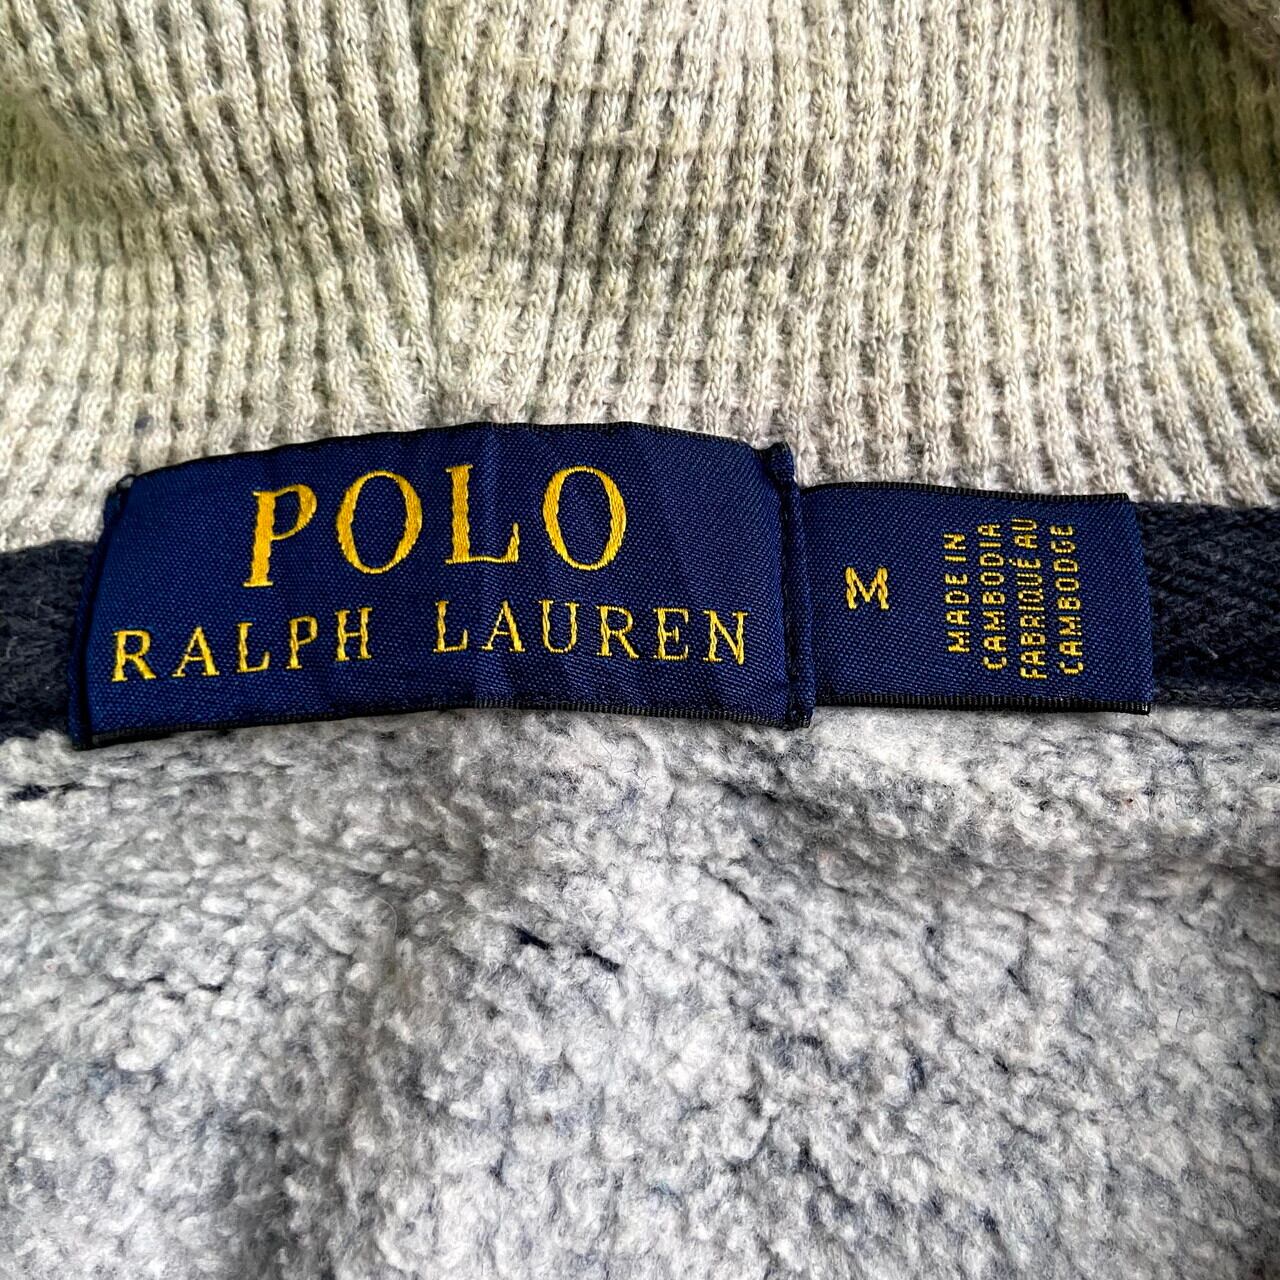 POLO
RALPH LAUREN
M
MADE IN
CAMBODIA
FABRIQUÉ AU
CAMBODGE